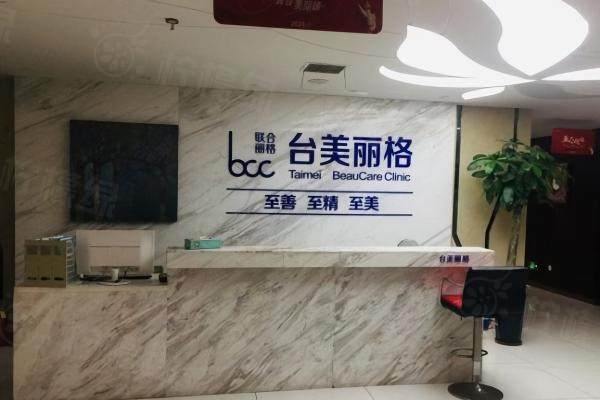 联合
丽格
bcc
台美丽格
Taimei BeauCare Clinic
至善 至精 至美
台美丽格